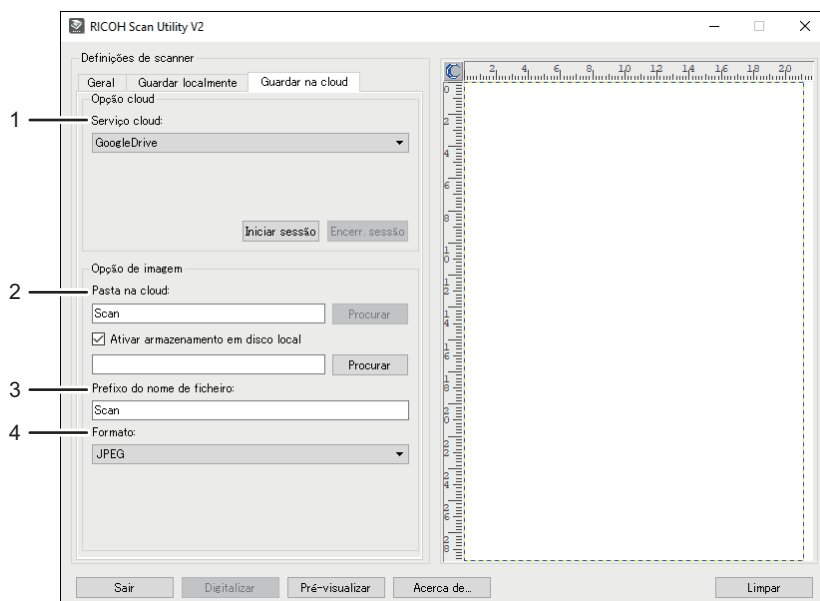 RICOH Scan Utility V2
Definições de scanner
Geral Guardar localmente Guardar na cloud
Opção cloud
1 Serviço cloud:
GoogleDrive
Iniciar sessão Encerr. sessão
Opção de imagem
2 Pasta na cloud:
Scan Procurar
Ativar armazenamento em disco local
Procurar
3 Prefixo do nome de ficheiro:
Scan
4 Formato:
JPEG
0 2 4 6 8 10 12 14 16 18 20
0
2
4
6
8
10
12
14
16
18
20
22
24
26
28
Sair Digitalizar Pré-visualizar Acerca de... Limpar